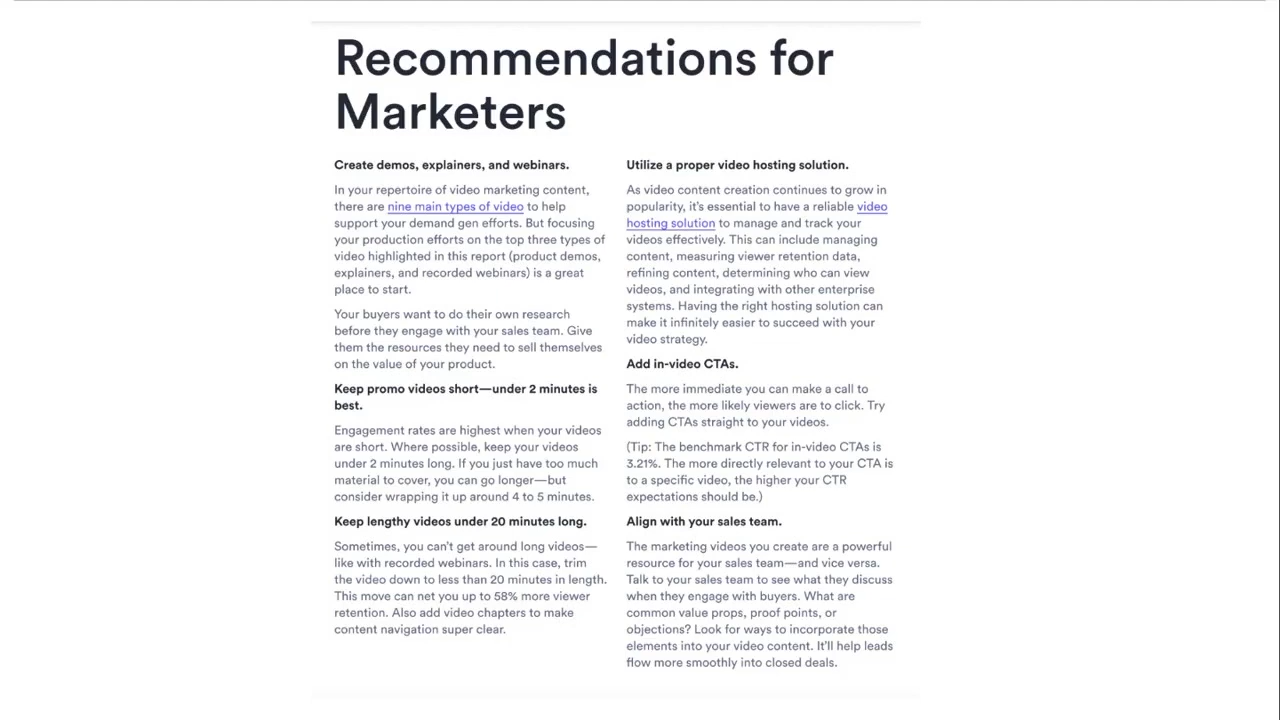 Recommendations for
Marketers
Create demos, explainers, and webinars.
In your repertoire of video marketing content,
there are nine main types of video to help
support your demand gen efforts. But focusing
your production efforts on the top three types of
video highlighted in this report (product demos,
explainers, and recorded webinars) is a great
place to start.
Your buyers want to do their own research
before they engage with your sales team. Give
them the resources they need to sell themselves
on the value of your product.
Keep promo videos short—under 2 minutes is
best.
Engagement rates are highest when your videos
are short. Where possible, keep your videos
under 2 minutes long. If you just have too much
material to cover, you can go longer—but
consider wrapping it up around 4 to 5 minutes.
Keep lengthy videos under 20 minutes long.
Sometimes, you can't get around long videos—
like with recorded webinars. In this case, trim
the video down to less than 20 minutes in length.
This move can net you up to 58% more viewer
retention. Also add video chapters to make
content navigation super clear.
Utilize a proper video hosting solution.
As video content creation continues to grow in
popularity, it's essential to have a reliable video
hosting solution to manage and track your
videos effectively. This can include managing
content, measuring viewer retention data,
refining content, determining who can view
videos, and integrating with other enterprise
systems. Having the right hosting solution can
make it infinitely easier to succeed with your
video strategy.
Add in-video CTAs.
The more immediate you can make a call to
action, the more likely viewers are to click. Try
adding CTAs straight to your videos.
(Tip: The benchmark CTR for in-video CTAs is
3.21%. The more directly relevant to your CTA is
to a specific video, the higher your CTR
expectations should be.)
Align with your sales team.
The marketing videos you create are a powerful
resource for your sales team—and vice versa.
Talk to your sales team to see what they discuss
when they engage with buyers. What are
common value props, proof points, or
objections? Look for ways to incorporate those
elements into your video content. It'll help leads
flow more smoothly into closed deals.